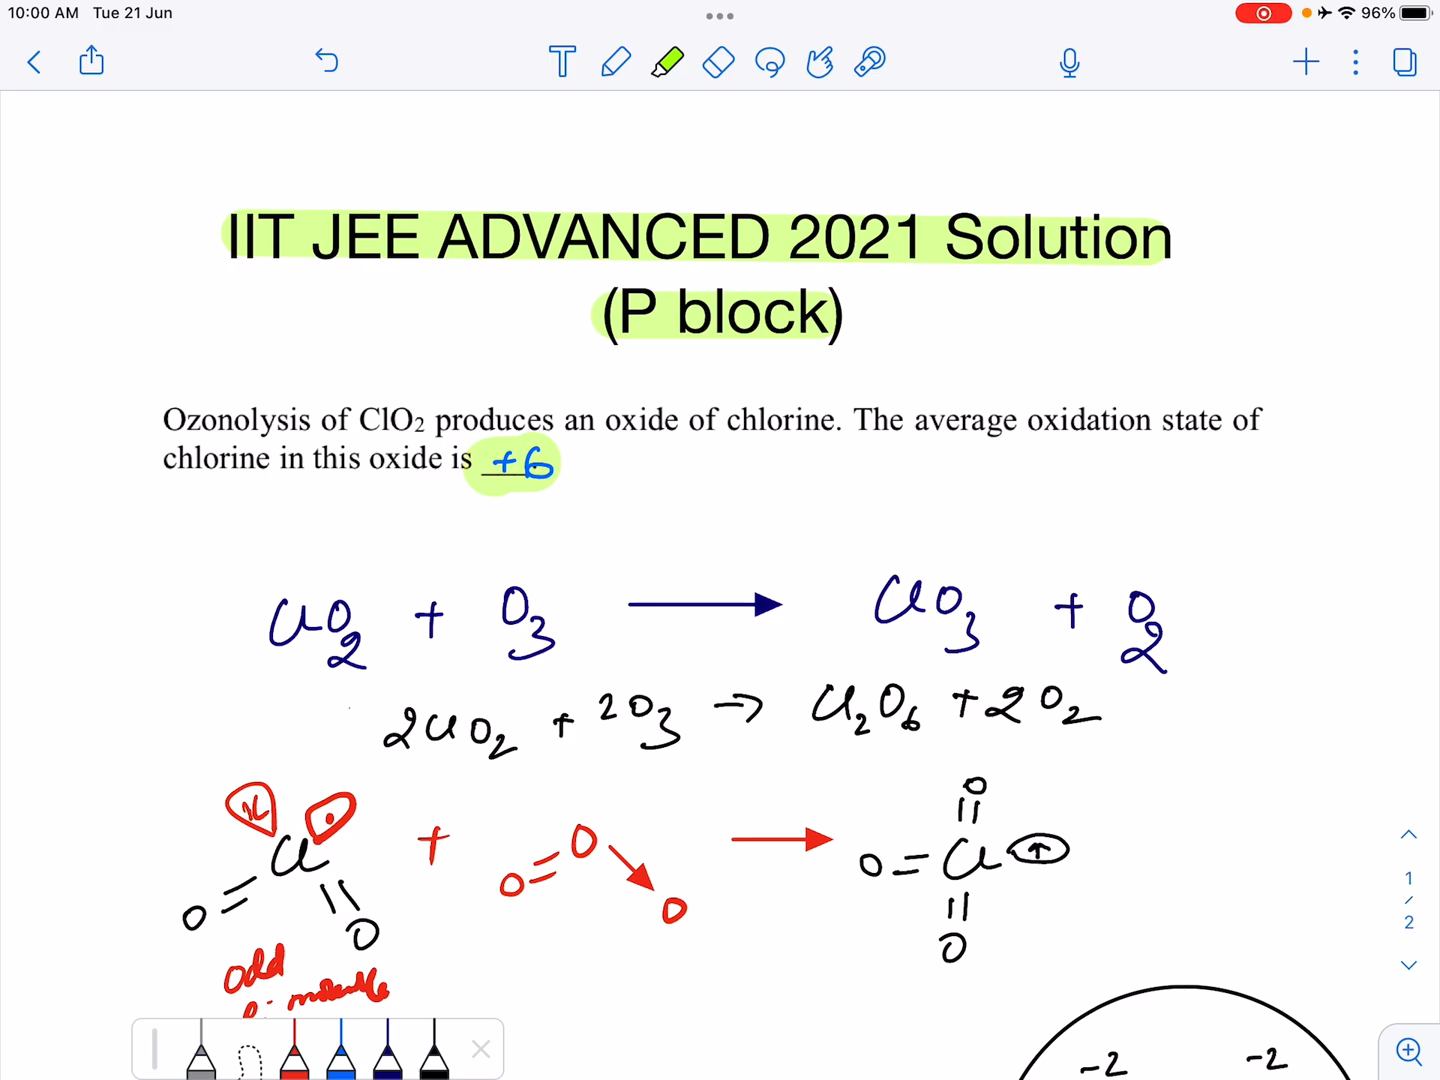 10:00 AM Tue 21 Jun
96%
T
IIT JEE ADVANCED 2021 Solution
(P block)
Ozonolysis of ClO2 produces an oxide of chlorine. The average oxidation state of
chlorine in this oxide is +6
ClO2 + O3 → ClO3 + O2
2ClO2 + 2O3 → Cl2O6 + 2O2
O
Cl + O=O → O=Cl ↑
O O O O
odd
molecule
1
2
-2 -2